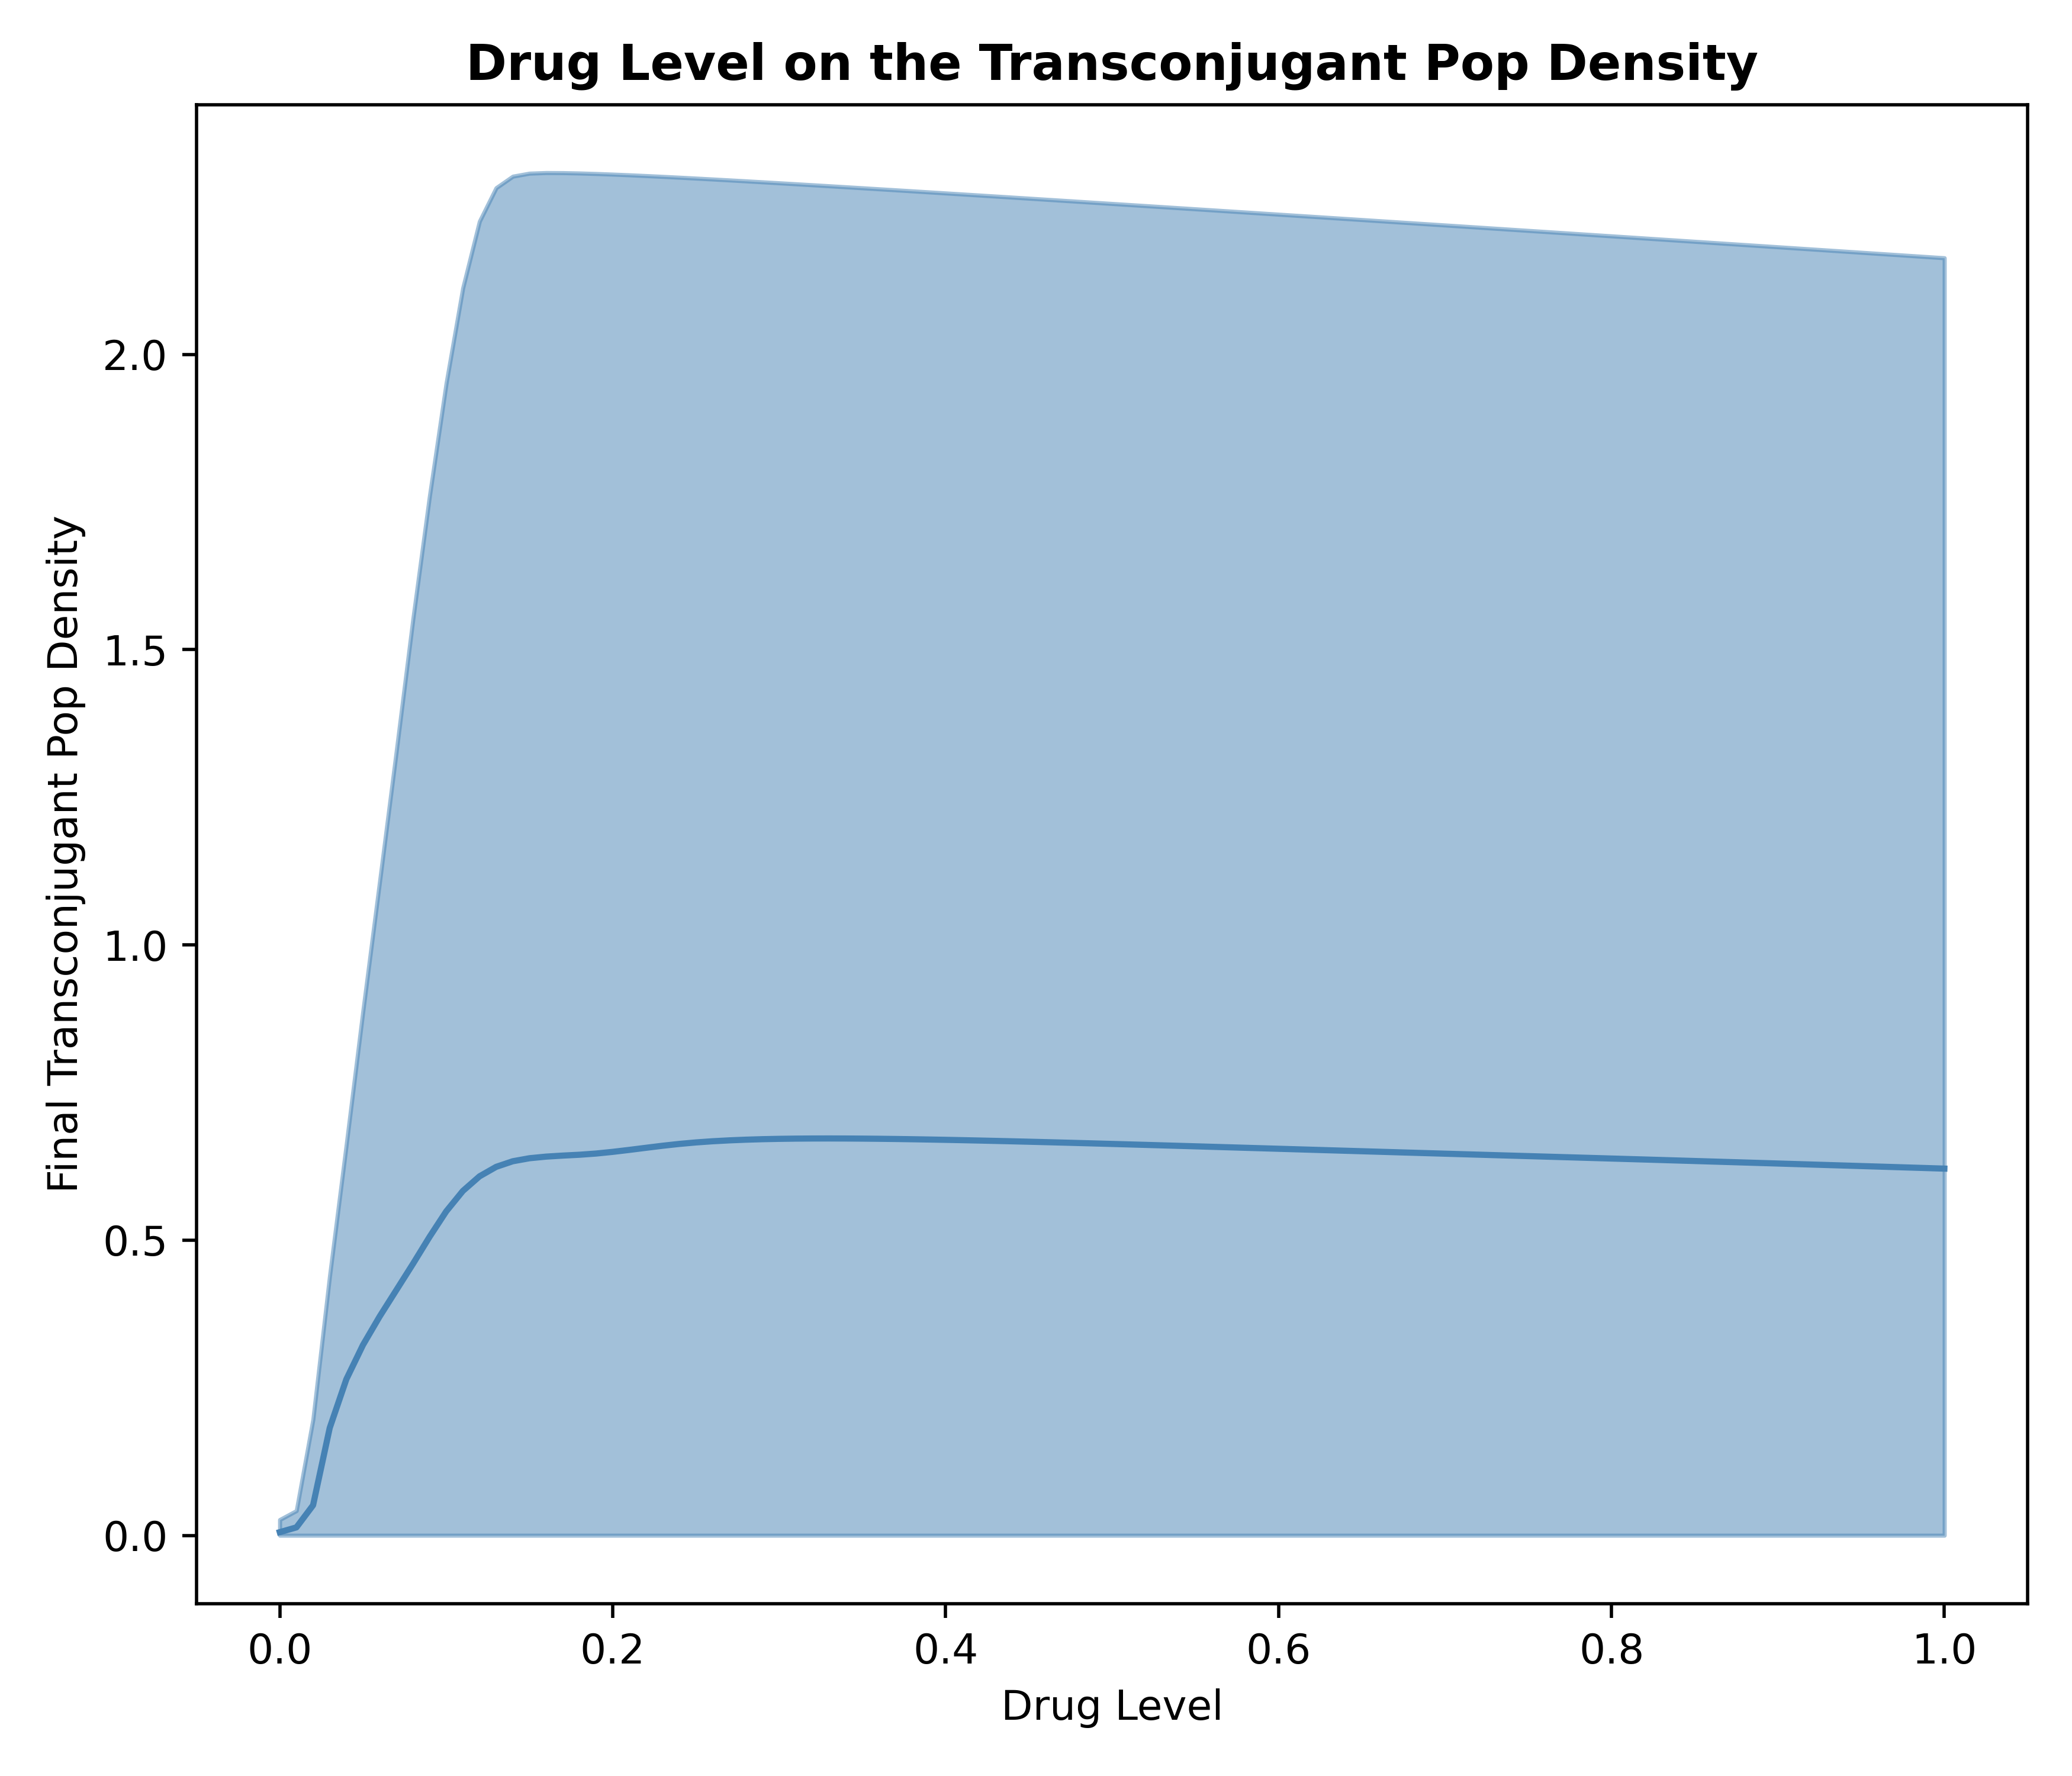 Drug Level on the Transconjugant Pop Density
Final Transconjugant Pop Density
2.0
1.5
1.0
0.5
0.0
0.0 0.2 0.4 0.6 0.8 1.0
Drug Level